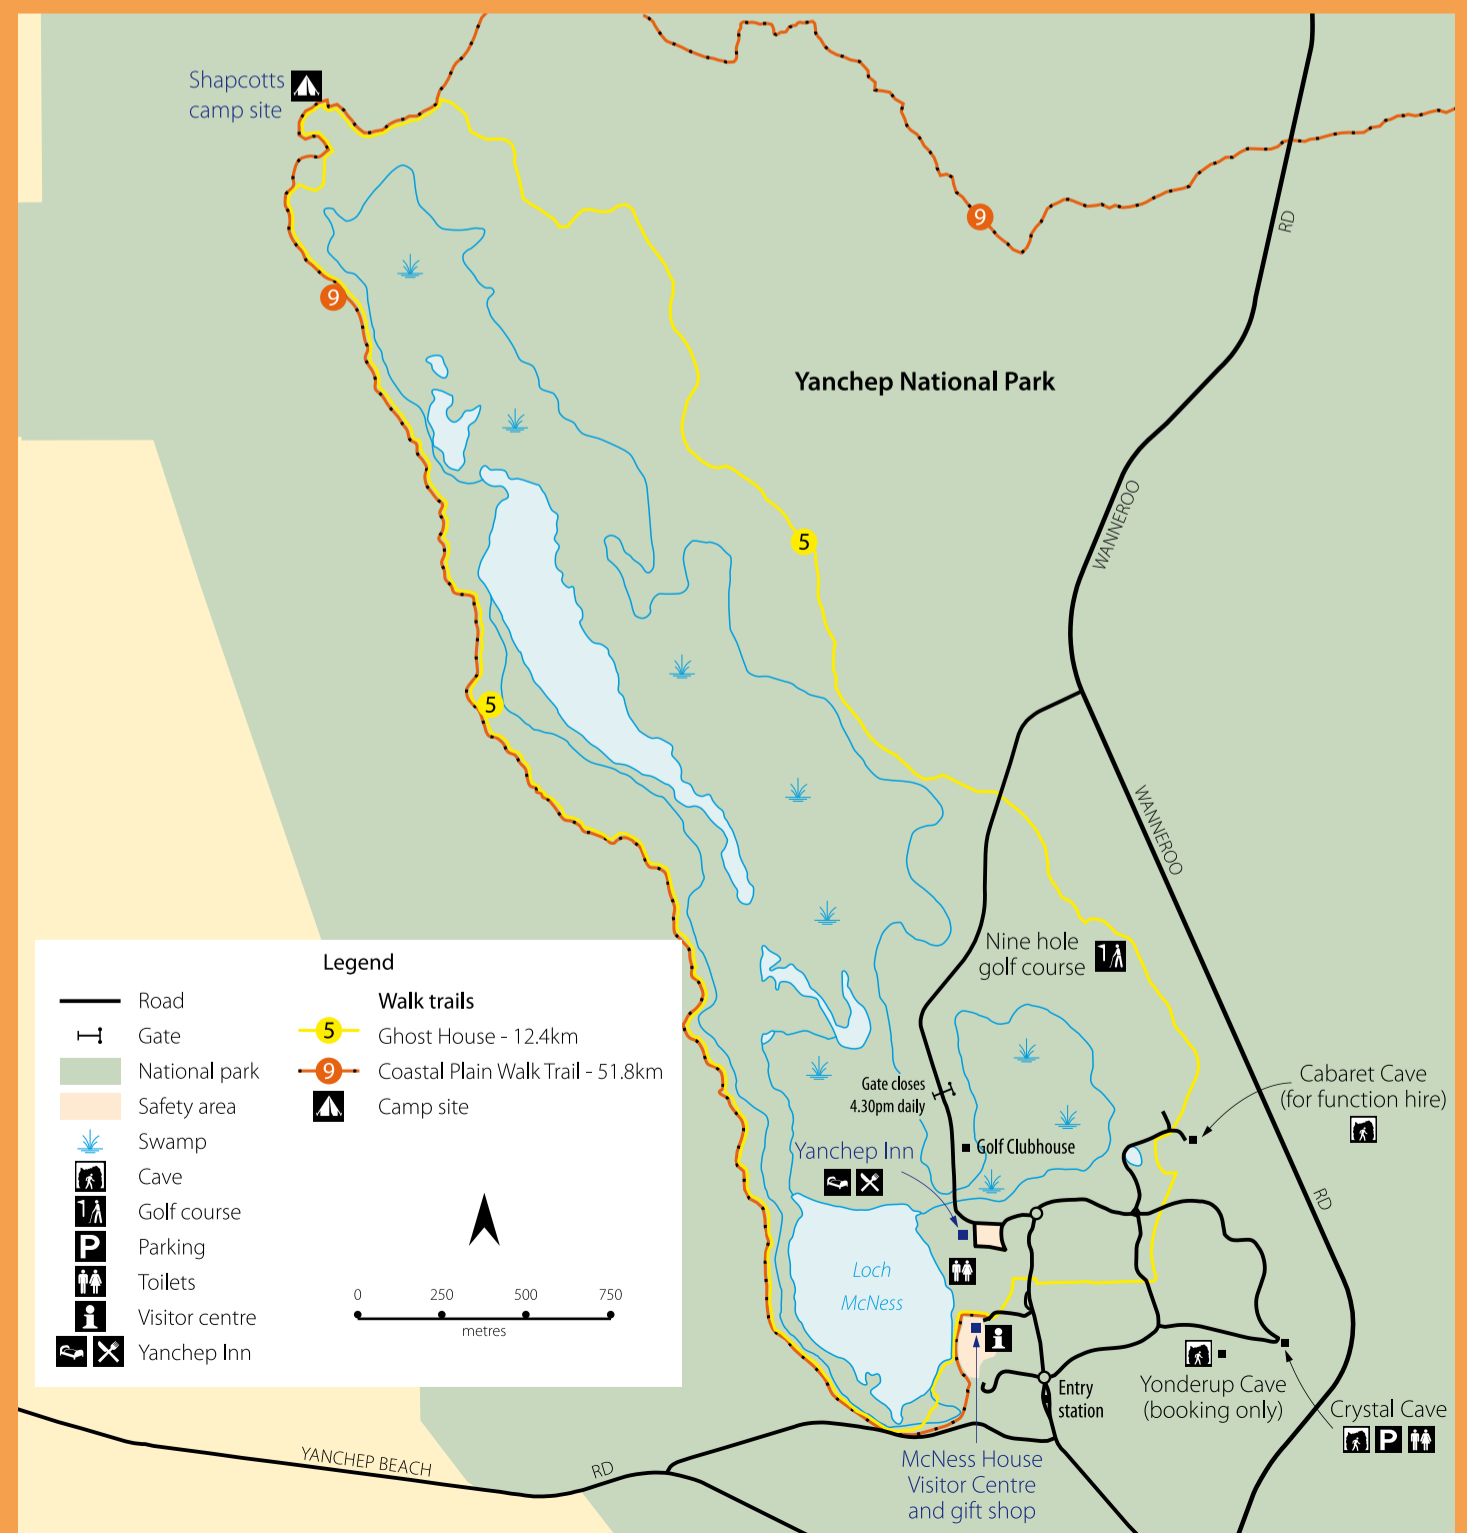 Shapcotts
camp site
9
RD
9
Yanchep National Park
WANNEROO
5
5
WANNEROO
Nine hole
golf course
Legend
Road
Gate
National park
Safety area
Swamp
Cave
Golf course
P
Parking
Toilets
i
Visitor centre
Yanchep Inn
Walk trails
5
Ghost House - 12.4km
9
Coastal Plain Walk Trail - 51.8km
Camp site
0 250 500 750
metres
Gate closes
4.30pm daily
Golf Clubhouse
Yanchep Inn
Cabaret Cave
(for function hire)
RD
Loch
McNess
i
Entry
station
Yonderup Cave
(booking only)
Crystal Cave
P
McNess House
Visitor Centre
and gift shop
YANCHEP BEACH
RD